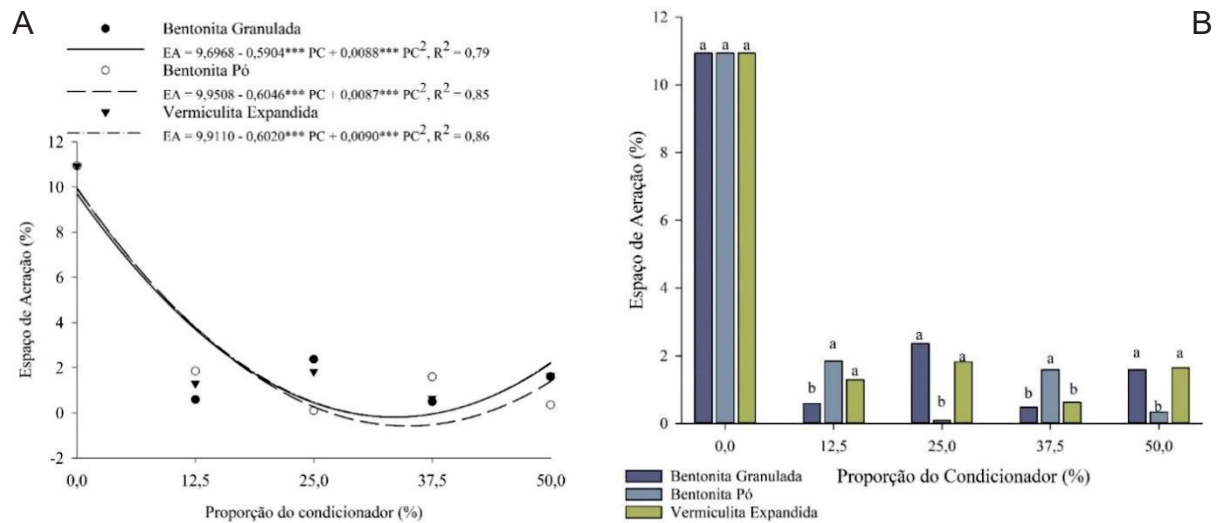 A
Bentonita Granulada
EA = 9,6968 - 0,5904*** PC + 0,0088*** PC², R² = 0,79
Bentonita Pó
EA = 9,9508 - 0,6046*** PC + 0,0087*** PC², R² = 0,85
Vermiculita Expandida
EA = 9,9110 - 0,6020*** PC + 0,0090*** PC², R² = 0,86
12
10
8
6
4
2
0
-2
Espaço de Aeração (%)
0,0 12,5 25,0 37,5 50,0
Proporção do condicionador (%)
B
12
10
8
6
4
2
0
Espaço de Aeração (%)
a a a
b a a
a b a
b a b
a b a
0,0 12,5 25,0 37,5 50,0
Proporção do Condicionador (%)
Bentonita Granulada
Bentonita Pó
Vermiculita Expandida